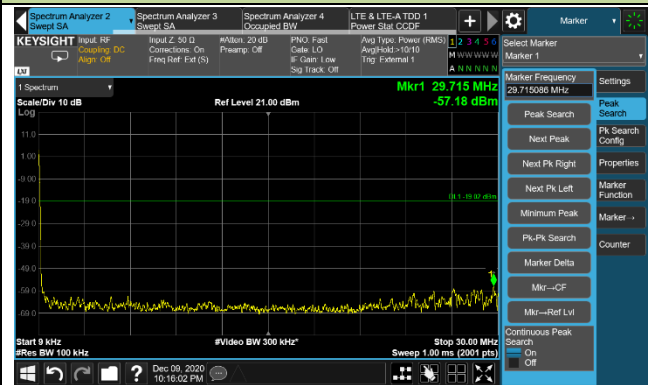 Spectrum Analyzer 2
Swept SA
Spectrum Analyzer 3
Swept SA
Spectrum Analyzer 4
Occupied BW
LTE & LTE-A TDD 1
Power Stat CCDF
Marker
KEYSIGHT
Input: RF
Coupling: DC
Align: Off
Input Z: 50 Ω
Corrections: On
Freq Ref: Ext (S)
#Atten: 20 dB
Preamp: Off
PNO: Fast
Gate: LO
IF Gain: Low
Sig Track: Off
Avg Type: Power (RMS)
Avg|Hold:>10/10
Trig: External 1
1 2 3 4 5 6
M W W W W W
A N N N N N
LXI
Select Marker
Marker 1
1 Spectrum
Scale/Div 10 dB
Log
Ref Level 21.00 dBm
Mkr1 29.715 MHz
-57.18 dBm
11.0
1.00
-9.00
-19.0
-29.0
-39.0
-49.0
-59.0
-69.0
DL1 -19.02 dBm
1
Start 9 kHz
#Res BW 100 kHz
#Video BW 300 kHz*
Stop 30.00 MHz
Sweep 1.00 ms (2001 pts)
Marker Frequency
29.715086 MHz
Peak Search
Next Peak
Next Pk Right
Next Pk Left
Minimum Peak
Pk-Pk Search
Marker Delta
Mkr→CF
Mkr→Ref Lvl
Continuous Peak
Search
On
Off
Settings
Peak
Search
Pk Search
Config
Properties
Marker
Function
Marker→
Counter
?
Dec 09, 2020
10:16:02 PM